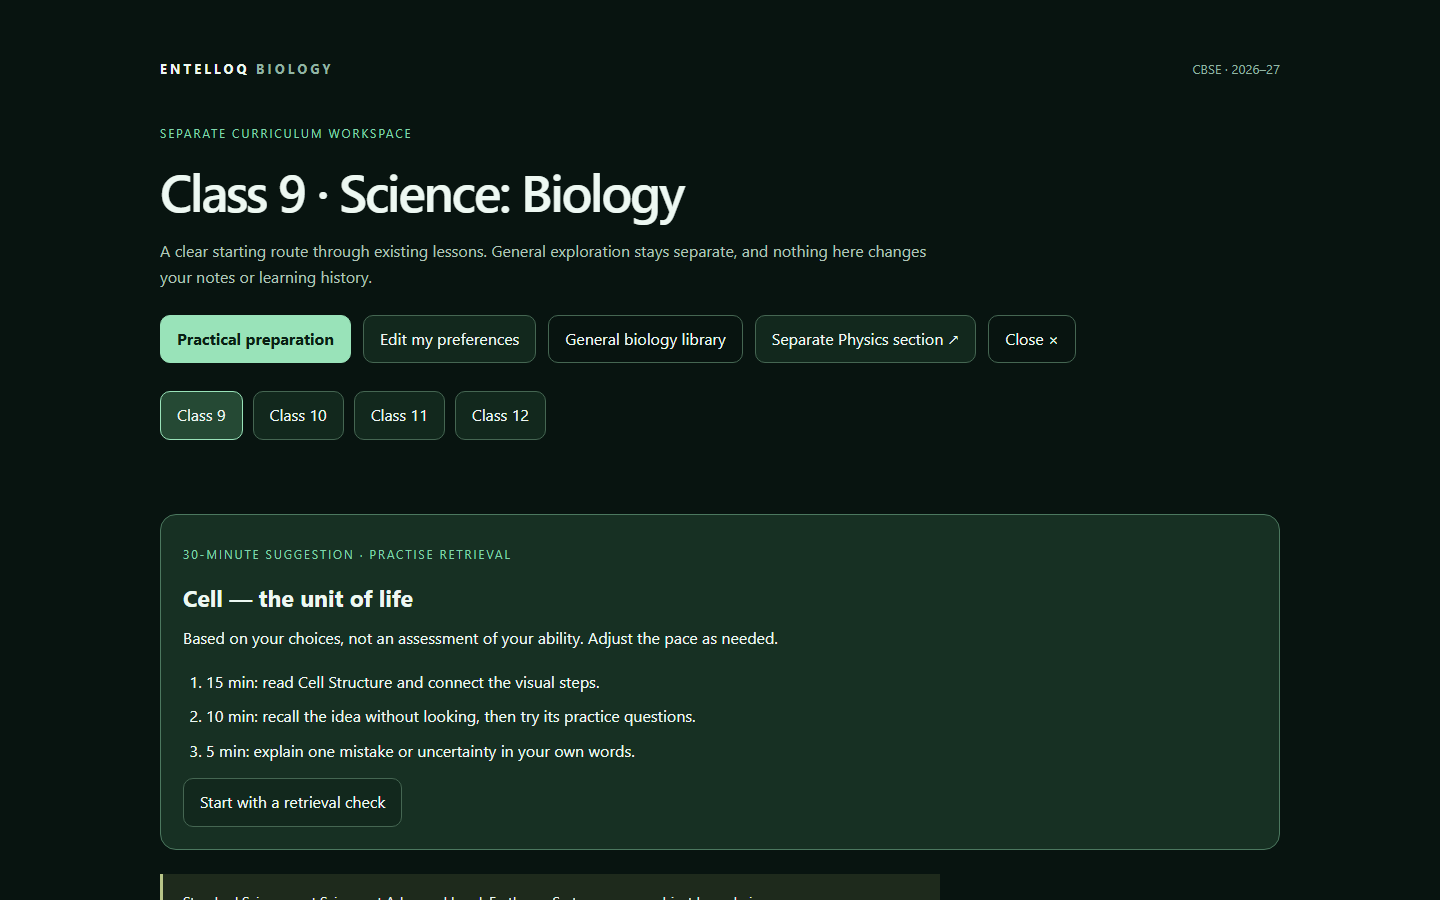 ENTELLOQ BIOLOGY
CBSE · 2026–27
SEPARATE CURRICULUM WORKSPACE
Class 9 · Science: Biology
A clear starting route through existing lessons. General exploration stays separate, and nothing here changes
your notes or learning history.
Practical preparation
Edit my preferences
General biology library
Separate Physics section ↗
Close ×
Class 9
Class 10
Class 11
Class 12
30-MINUTE SUGGESTION · PRACTISE RETRIEVAL
Cell — the unit of life
Based on your choices, not an assessment of your ability. Adjust the pace as needed.
1. 15 min: read Cell Structure and connect the visual steps.
2. 10 min: recall the idea without looking, then try its practice questions.
3. 5 min: explain one mistake or uncertainty in your own words.
Start with a retrieval check